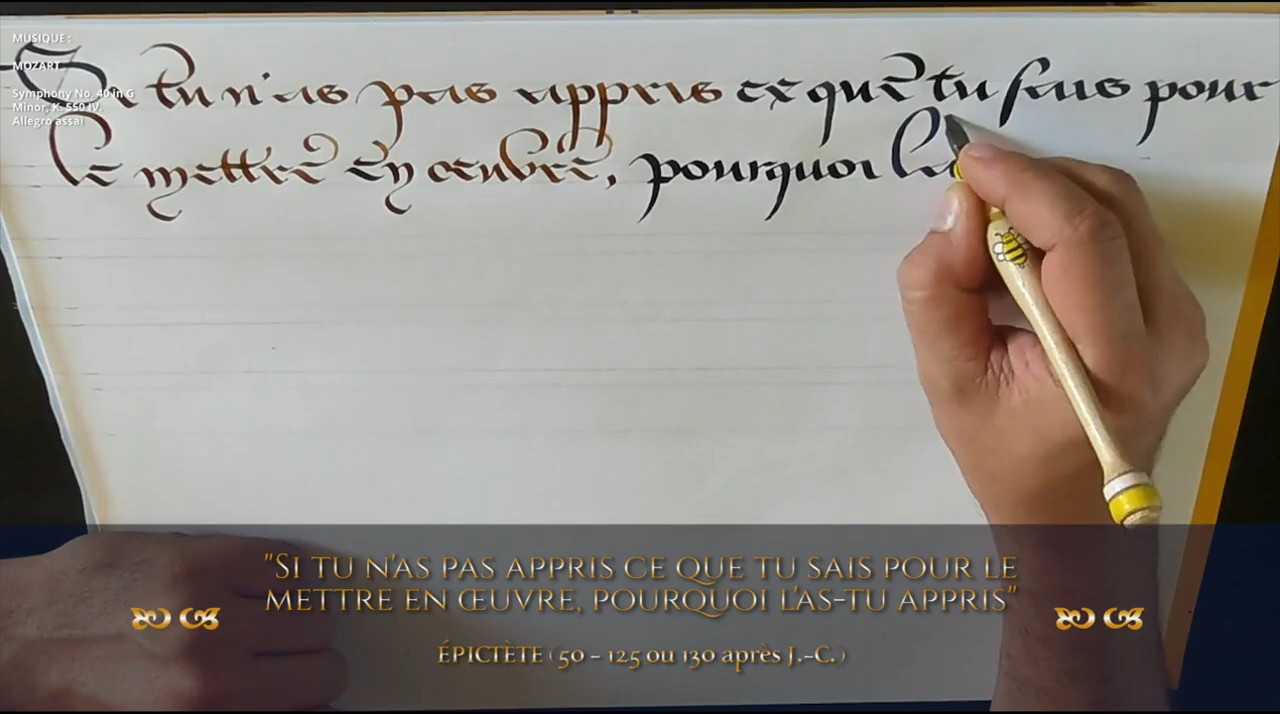 MUSIQUE :
MOZART
Symphony No. 40 in G
Minor, K. 550 IV.
Allegro assai
Si tu n'as pas appris ce que tu sais pour
le mettre en œuvre, pourquoi l'a
"SI TU N'AS PAS APPRIS CE QUE TU SAIS POUR LE
METTRE EN ŒUVRE, POURQUOI L'AS-TU APPRIS"
ÉPICTÈTE ( 50 - 125 ou 130 après J.-C. )